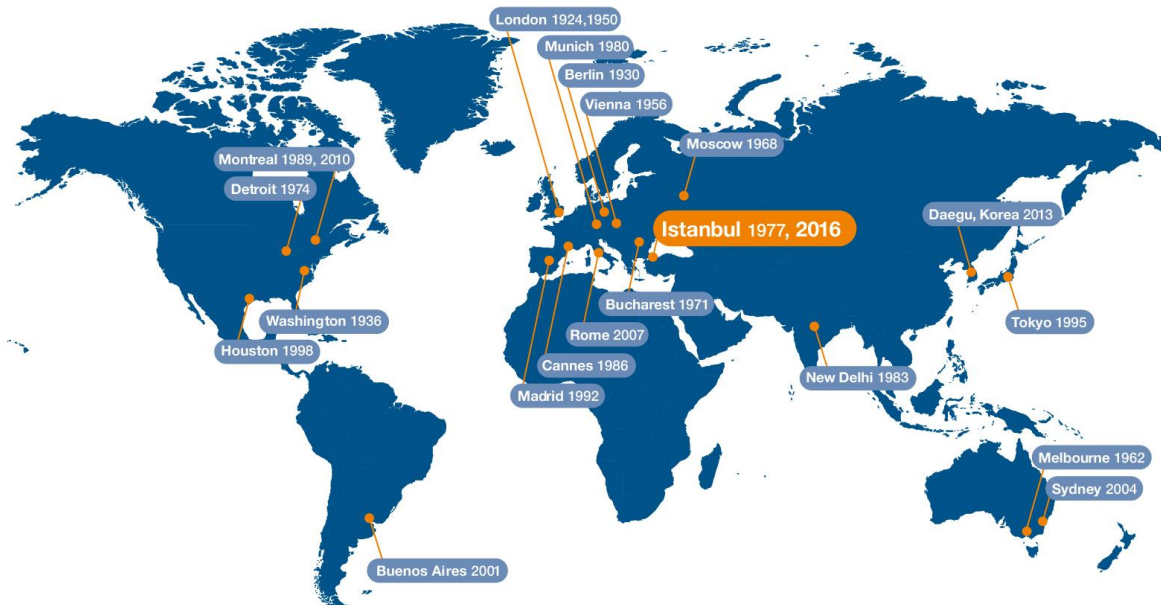 London 1924,1950
Munich 1980
Berlin 1930
Vienna 1956
Moscow 1968
Montreal 1989, 2010
Detroit 1974
Daegu, Korea 2013
Istanbul 1977, 2016
Bucharest 1971
Washington 1936
Tokyo 1995
Rome 2007
Houston 1998
Cannes 1986
New Delhi 1983
Madrid 1992
Melbourne 1962
Sydney 2004
Buenos Aires 2001